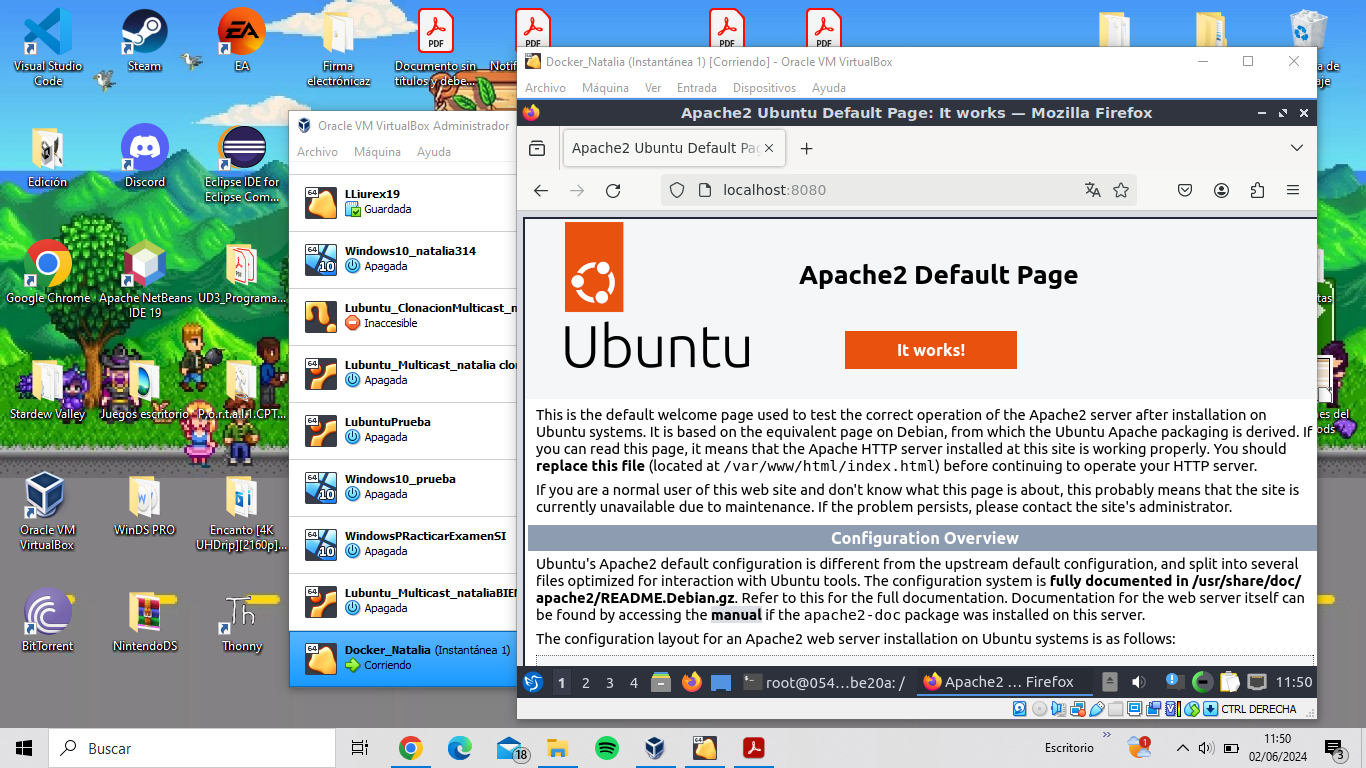 Visual Studio
Code
Steam
EA
Firma
electrónicaz
PDF
Documento sin
títulos y debe...
PDF
Notif
PDF
PDF
Edición
Discord
Eclipse IDE for
Eclipse Com...
Google Chrome
Apache NetBeans
IDE 19
UD3_Programa...
Stardew Valley
Juegos escritorio
P.o.r.t.a.l.1.CPT...
Oracle VM
VirtualBox
WinDS PRO
Encanto [4K
UHDrip][2160p]...
BitTorrent
NintendoDS
Th
Thonny
Oracle VM VirtualBox Administrador
Archivo Máquina Ayuda
LLiurex19
Guardada
Windows10_natalia314
Apagada
Lubuntu_ClonacionMulticast_n
Inaccesible
Lubuntu_Multicast_natalia clo
Apagada
LubuntuPrueba
Apagada
Windows10_prueba
Apagada
WindowsPRacticarExamenSI
Apagada
Lubuntu_Multicast_nataliaBIEN
Apagada
Docker_Natalia (Instantánea 1)
Corriendo
Docker_Natalia (Instantánea 1) [Corriendo] - Oracle VM VirtualBox
Archivo Máquina Ver Entrada Dispositivos Ayuda
Apache2 Ubuntu Default Page: It works — Mozilla Firefox
Apache2 Ubuntu Default Pag
localhost:8080
Ubuntu
Apache2 Default Page
It works!
This is the default welcome page used to test the correct operation of the Apache2 server after installation on
Ubuntu systems. It is based on the equivalent page on Debian, from which the Ubuntu Apache packaging is derived. If
you can read this page, it means that the Apache HTTP server installed at this site is working properly. You should
replace this file (located at /var/www/html/index.html) before continuing to operate your HTTP server.
If you are a normal user of this web site and don't know what this page is about, this probably means that the site is
currently unavailable due to maintenance. If the problem persists, please contact the site's administrator.
Configuration Overview
Ubuntu's Apache2 default configuration is different from the upstream default configuration, and split into several
files optimized for interaction with Ubuntu tools. The configuration system is fully documented in /usr/share/doc/
apache2/README.Debian.gz. Refer to this for the full documentation. Documentation for the web server itself can
be found by accessing the manual if the apache2-doc package was installed on this server.
The configuration layout for an Apache2 web server installation on Ubuntu systems is as follows:
1 2 3 4 root@054...be20a: / Apache2 ... Firefox 11:50
CTRL DERECHA
Buscar
18
Escritorio
1
11:50
02/06/2024
3